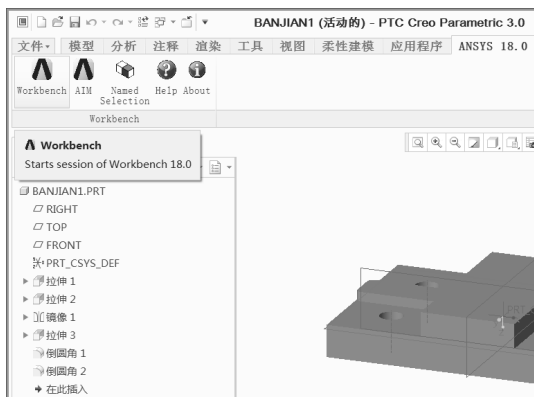 BANJIAN1 (活动的) - PTC Creo Parametric 3.0
文件 模型 分析 注释 渲染 工具 视图 柔性建模 应用程序 ANSYS 18.0
Workbench AIM Named Selection Help About
Workbench
Workbench
Starts session of Workbench 18.0
BANJIAN1.PRT
RIGHT
TOP
FRONT
PRT_CSYS_DEF
拉伸 1
拉伸 2
镜像 1
拉伸 3
倒圆角 1
倒圆角 2
在此插入